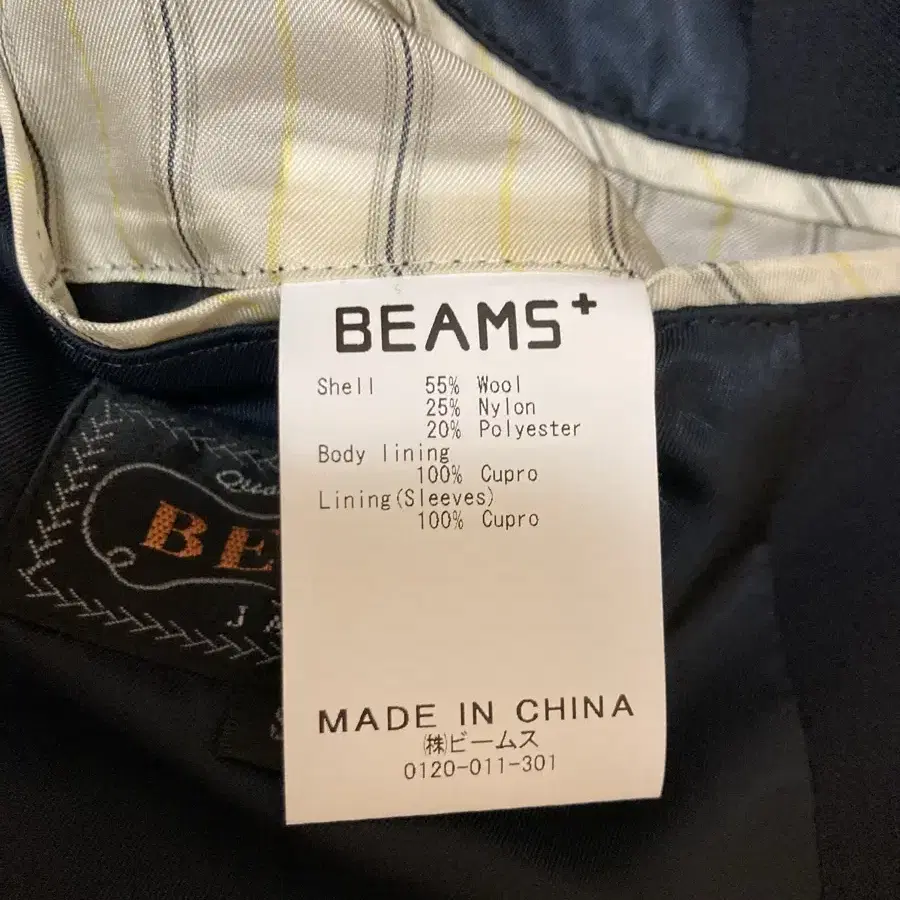 BEAMS+
Shell 55% Wool
25% Nylon
20% Polyester
Body lining
100% Cupro
Lining(Sleeves)
100% Cupro
MADE IN CHINA
㈱ビームス
0120-011-301